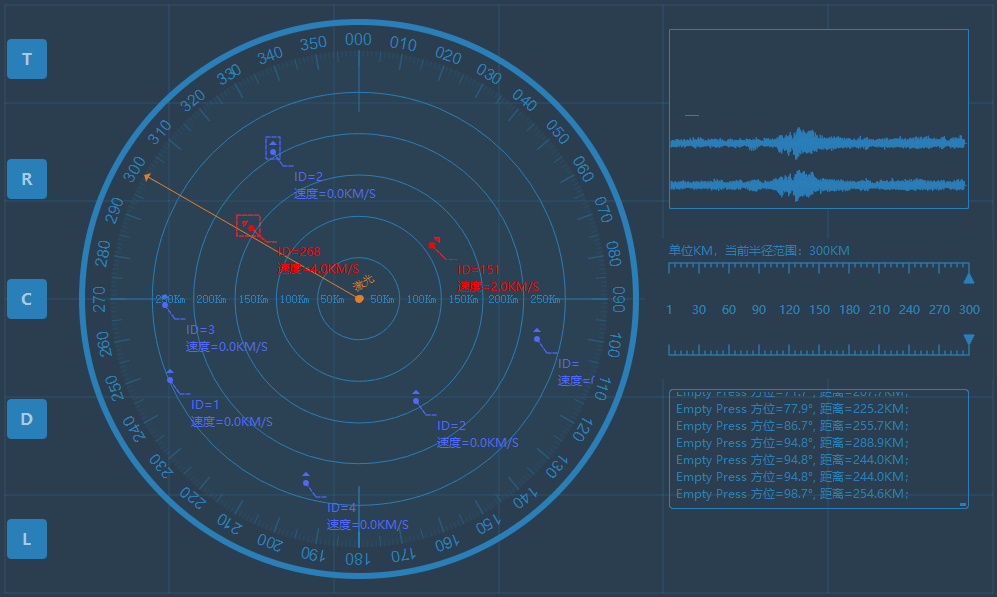 T
R
C
D
L
000
010
020
030
040
050
060
070
080
090
100
110
120
130
140
150
160
170
180
190
200
210
220
230
240
250
260
270
280
290
300
310
320
330
340
350
ID=2
速度=0.0KM/S
ID=268
速度=4.0KM/S
ID=151
速度=2.0KM/S
激光
250Km 200Km 150Km 100Km 50Km 50Km 100Km 150Km 200Km 250Km
ID=3
速度=0.0KM/S
ID=
速度=
ID=1
速度=0.0KM/S
ID=2
速度=0.0KM/S
ID=4
速度=0.0KM/S
单位KM，当前半径范围：300KM
1 30 60 90 120 150 180 210 240 270 300
Empty Press 方位=77.9°, 距离=225.2KM;
Empty Press 方位=86.7°, 距离=255.7KM;
Empty Press 方位=94.8°, 距离=288.9KM;
Empty Press 方位=94.8°, 距离=244.0KM;
Empty Press 方位=94.8°, 距离=244.0KM;
Empty Press 方位=98.7°, 距离=254.6KM;